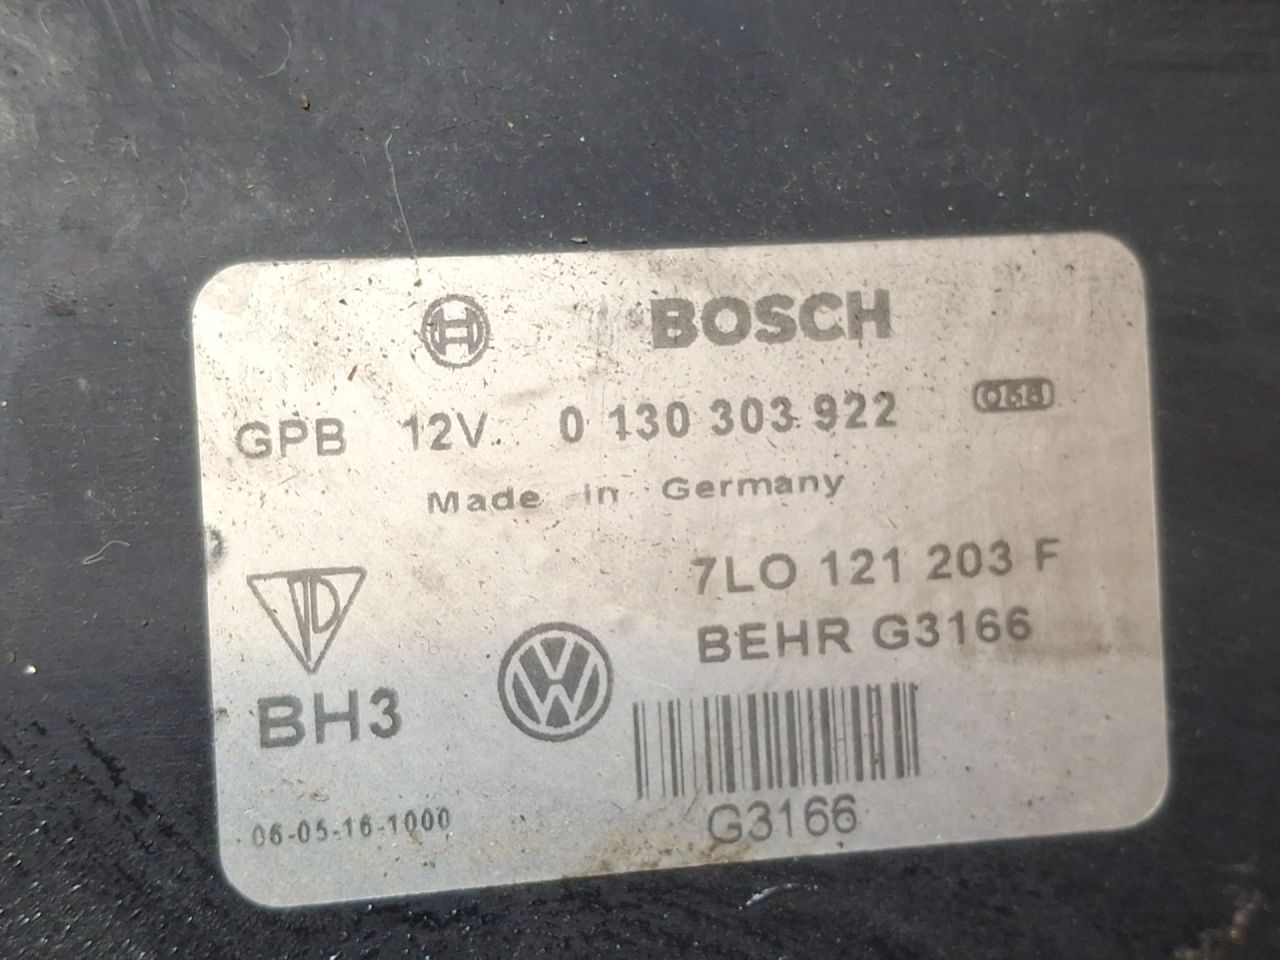 BOSCH
GPB 12V 0 130 303 922
Made in Germany
7LO 121 203 F
BEHR G3166
BH3
06-05-16-1000
G3166